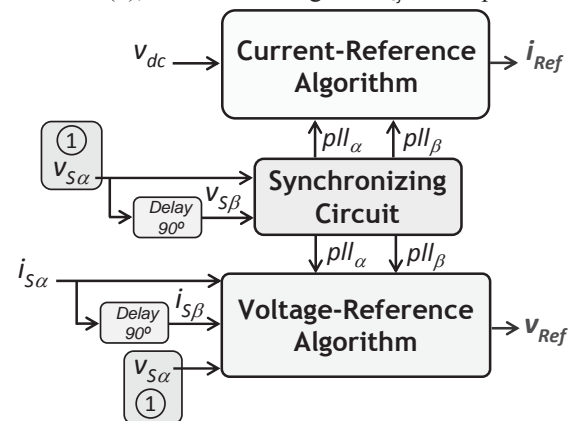 v_dc
Current-Reference
Algorithm
i_Ref
pll_α
pll_β
①
v_Sα
v_Sβ
Delay
90º
Synchronizing
Circuit
pll_α
pll_β
i_Sα
i_Sβ
Delay
90º
Voltage-Reference
Algorithm
v_Ref
v_Sα
①